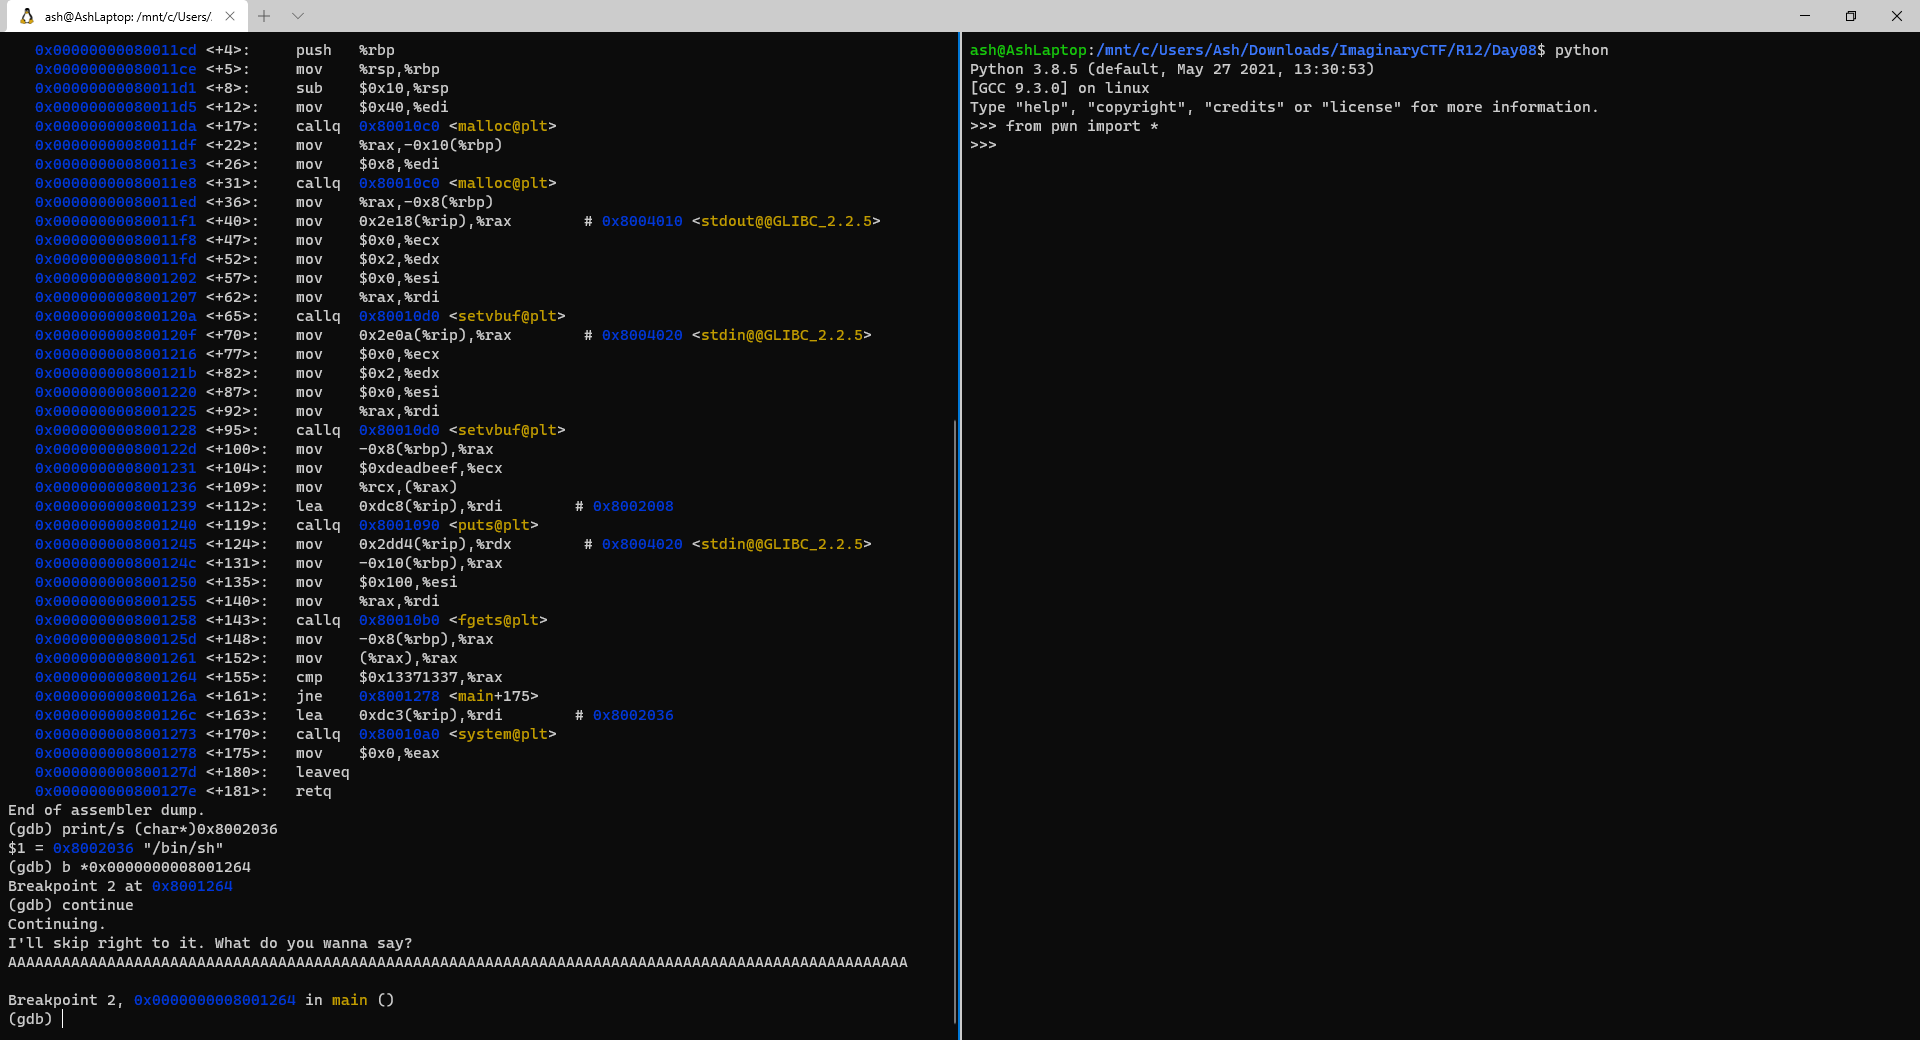 ash@AshLaptop: /mnt/c/Users/.
0x00000000080011cd <+4>: push %rbp
0x00000000080011ce <+5>: mov %rsp,%rbp
0x00000000080011d1 <+8>: sub $0x10,%rsp
0x00000000080011d5 <+12>: mov $0x40,%edi
0x00000000080011da <+17>: callq 0x80010c0 <malloc@plt>
0x00000000080011df <+22>: mov %rax,-0x10(%rbp)
0x00000000080011e3 <+26>: mov $0x8,%edi
0x00000000080011e8 <+31>: callq 0x80010c0 <malloc@plt>
0x00000000080011ed <+36>: mov %rax,-0x8(%rbp)
0x00000000080011f1 <+40>: mov 0x2e18(%rip),%rax # 0x8004010 <stdout@@GLIBC_2.2.5>
0x00000000080011f8 <+47>: mov $0x0,%ecx
0x00000000080011fd <+52>: mov $0x2,%edx
0x0000000008001202 <+57>: mov $0x0,%esi
0x0000000008001207 <+62>: mov %rax,%rdi
0x000000000800120a <+65>: callq 0x80010d0 <setvbuf@plt>
0x000000000800120f <+70>: mov 0x2e0a(%rip),%rax # 0x8004020 <stdin@@GLIBC_2.2.5>
0x0000000008001216 <+77>: mov $0x0,%ecx
0x000000000800121b <+82>: mov $0x2,%edx
0x0000000008001220 <+87>: mov $0x0,%esi
0x0000000008001225 <+92>: mov %rax,%rdi
0x0000000008001228 <+95>: callq 0x80010d0 <setvbuf@plt>
0x000000000800122d <+100>: mov -0x8(%rbp),%rax
0x0000000008001231 <+104>: mov $0xdeadbeef,%ecx
0x0000000008001236 <+109>: mov %rcx,(%rax)
0x0000000008001239 <+112>: lea 0xdc8(%rip),%rdi # 0x8002008
0x0000000008001240 <+119>: callq 0x8001090 <puts@plt>
0x0000000008001245 <+124>: mov 0x2dd4(%rip),%rdx # 0x8004020 <stdin@@GLIBC_2.2.5>
0x000000000800124c <+131>: mov -0x10(%rbp),%rax
0x0000000008001250 <+135>: mov $0x100,%esi
0x0000000008001255 <+140>: mov %rax,%rdi
0x0000000008001258 <+143>: callq 0x80010b0 <fgets@plt>
0x000000000800125d <+148>: mov -0x8(%rbp),%rax
0x0000000008001261 <+152>: mov (%rax),%rax
0x0000000008001264 <+155>: cmp $0x13371337,%rax
0x000000000800126a <+161>: jne 0x8001278 <main+175>
0x000000000800126c <+163>: lea 0xdc3(%rip),%rdi # 0x8002036
0x0000000008001273 <+170>: callq 0x80010a0 <system@plt>
0x0000000008001278 <+175>: mov $0x0,%eax
0x000000000800127d <+180>: leaveq
0x000000000800127e <+181>: retq
End of assembler dump.
(gdb) print/s (char*)0x8002036
$1 = 0x8002036 "/bin/sh"
(gdb) b *0x0000000008001264
Breakpoint 2 at 0x8001264
(gdb) continue
Continuing.
I'll skip right to it. What do you wanna say?
AAAAAAAAAAAAAAAAAAAAAAAAAAAAAAAAAAAAAAAAAAAAAAAAAAAAAAAAAAAAAAAAAAAAAAAAAAAAAAAAAAAAAAAAAAAAAAAAAAAA
Breakpoint 2, 0x0000000008001264 in main ()
(gdb)
ash@AshLaptop:/mnt/c/Users/Ash/Downloads/ImaginaryCTF/R12/Day08$ python
Python 3.8.5 (default, May 27 2021, 13:30:53)
[GCC 9.3.0] on linux
Type "help", "copyright", "credits" or "license" for more information.
>>> from pwn import *
>>>